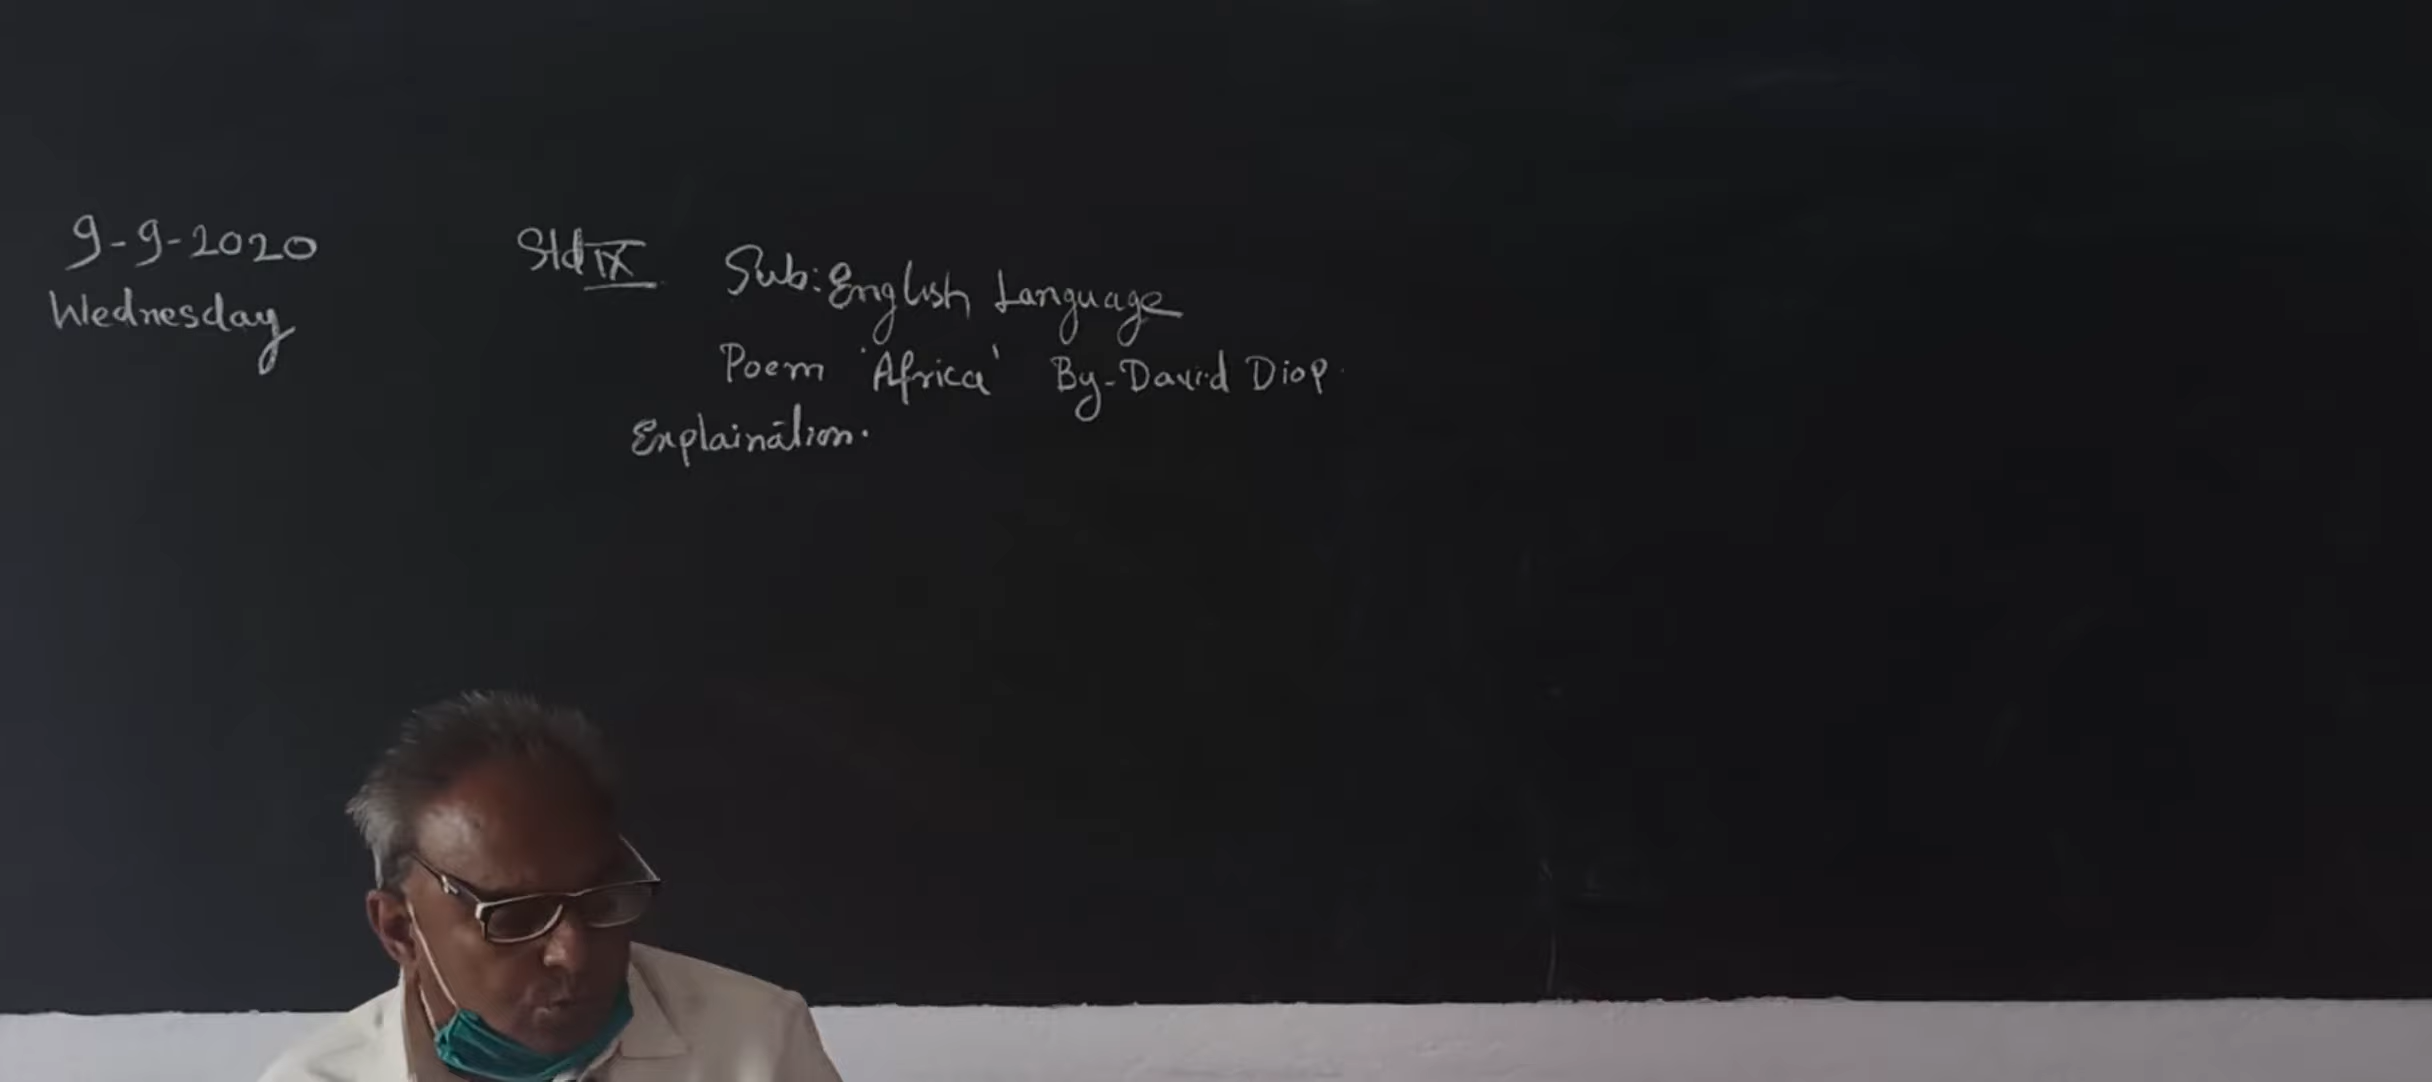 9-9-2020
Wednesday
Std IX
Sub: English Language
Poem 'Africa' By-David Diop.
Explaination.